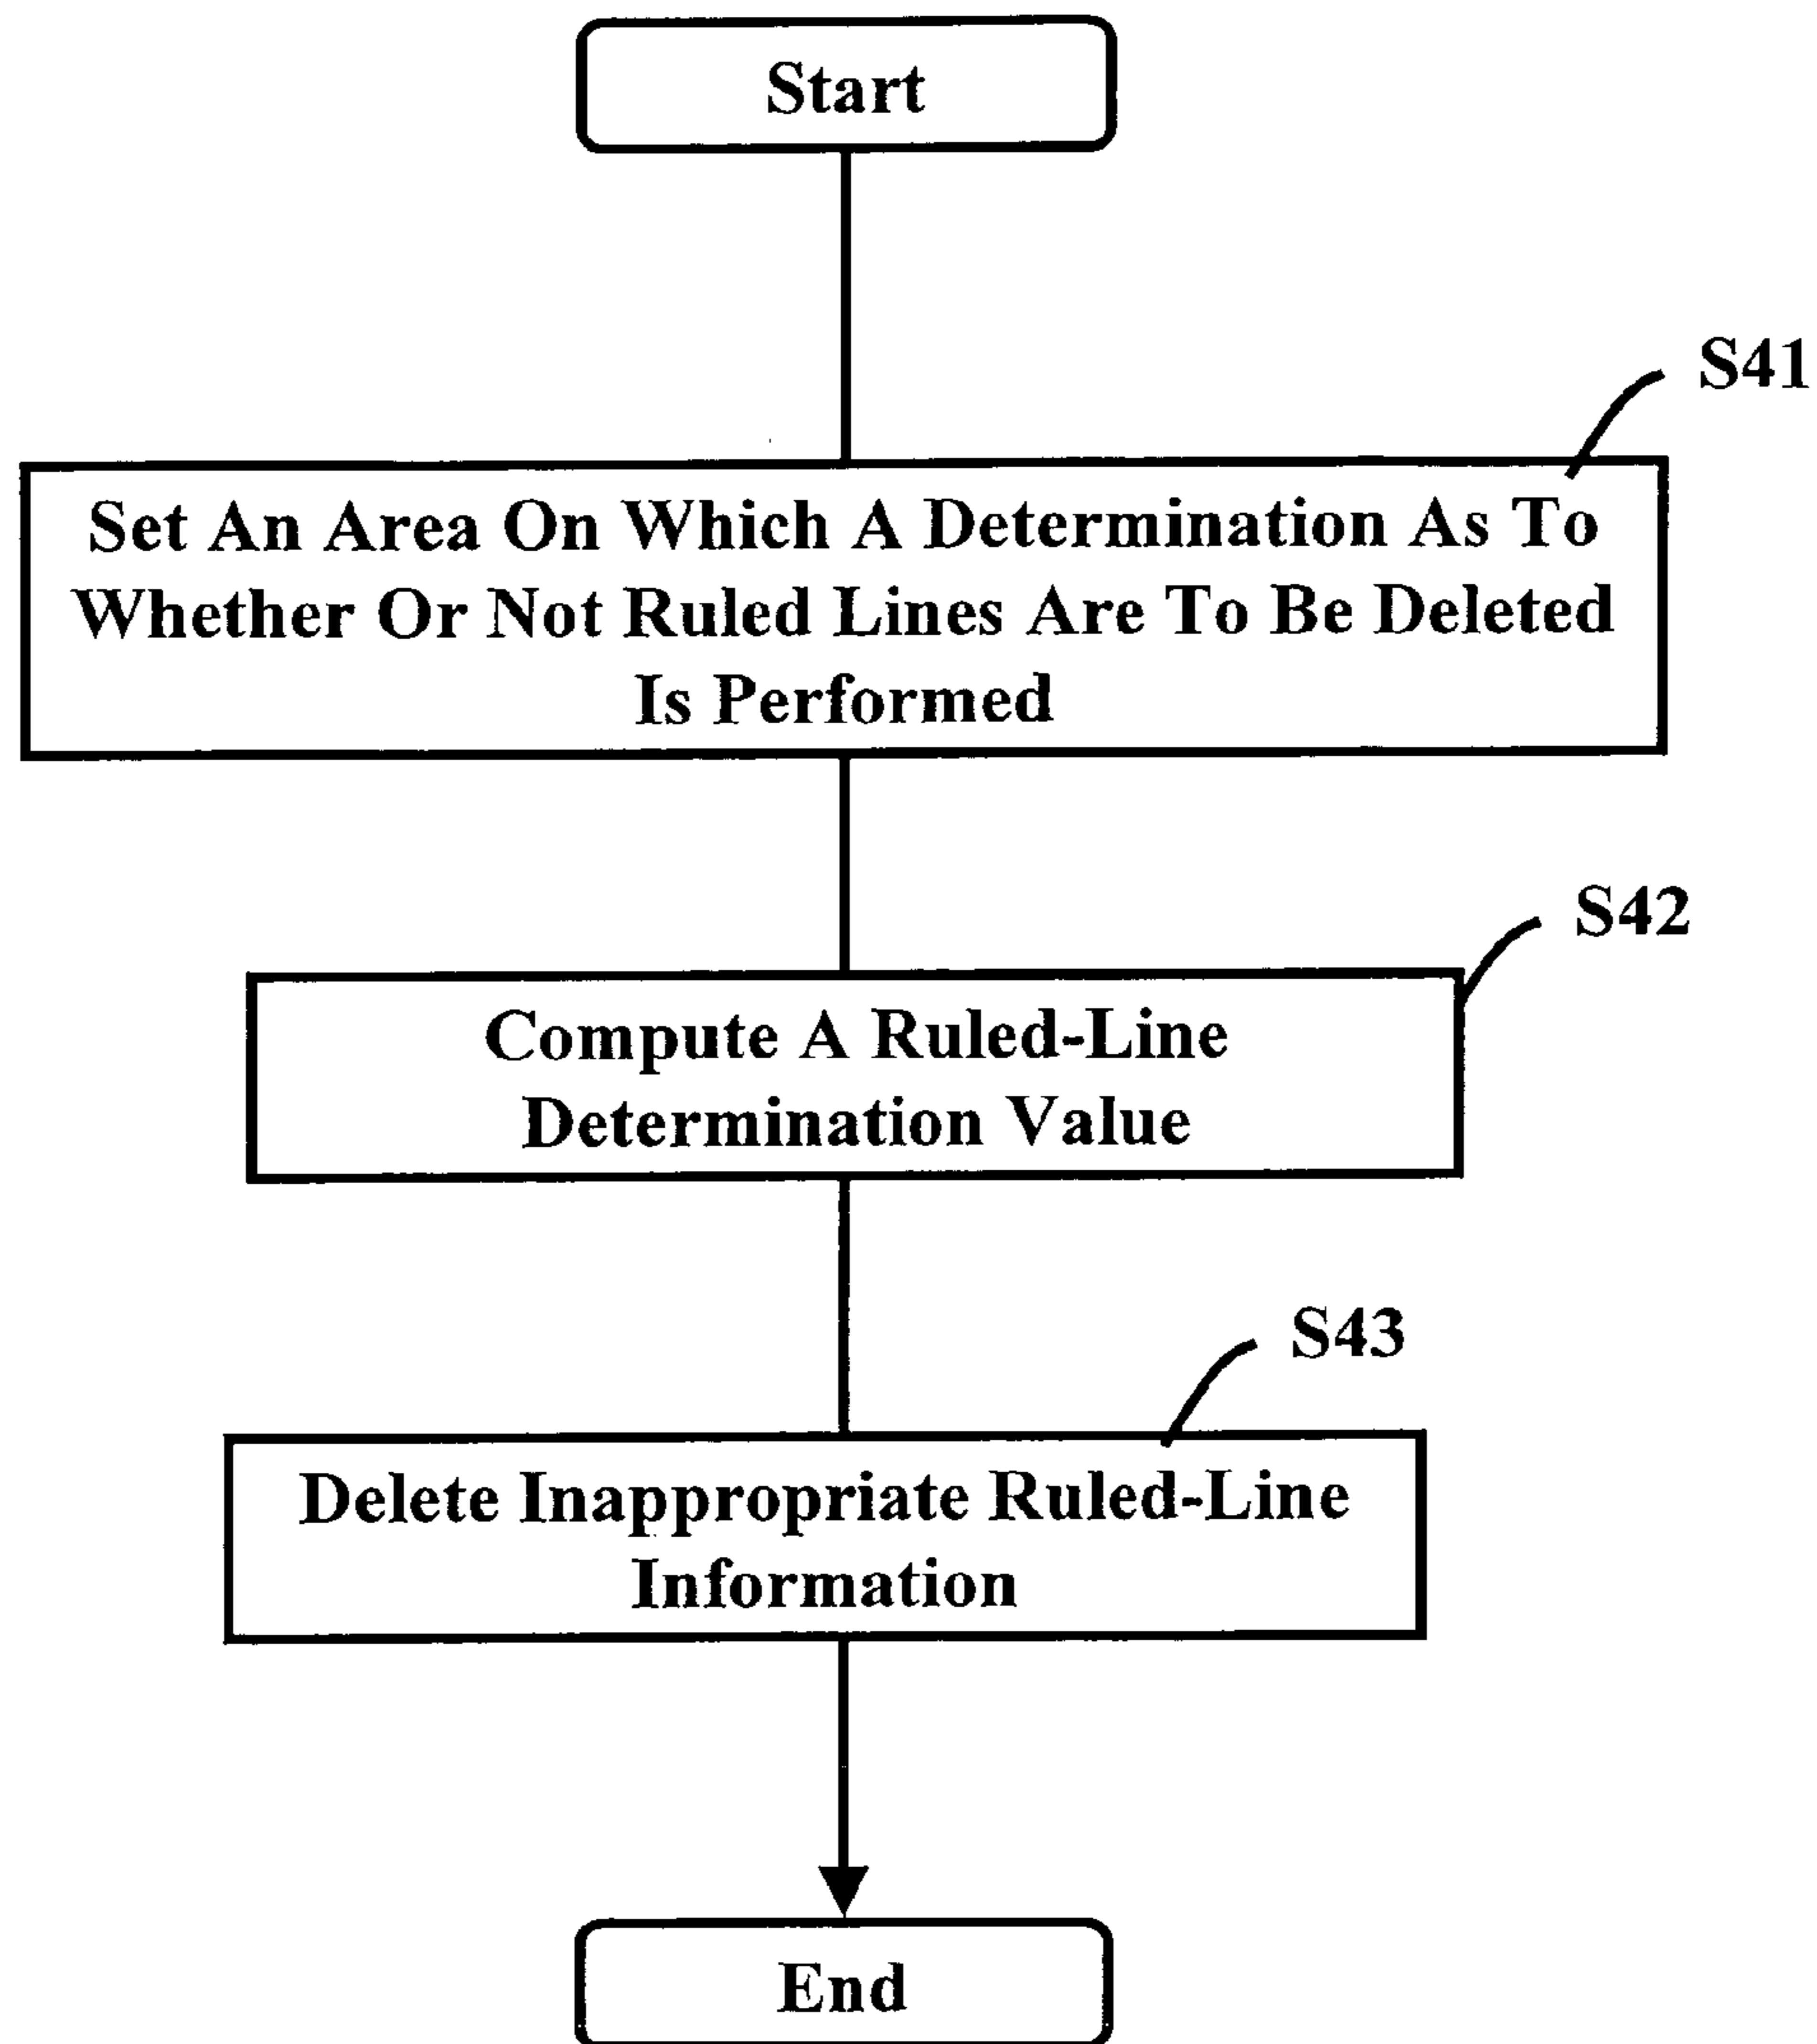 Start
S41
Set An Area On Which A Determination As To
Whether Or Not Ruled Lines Are To Be Deleted
Is Performed
S42
Compute A Ruled-Line
Determination Value
S43
Delete Inappropriate Ruled-Line
Information
End